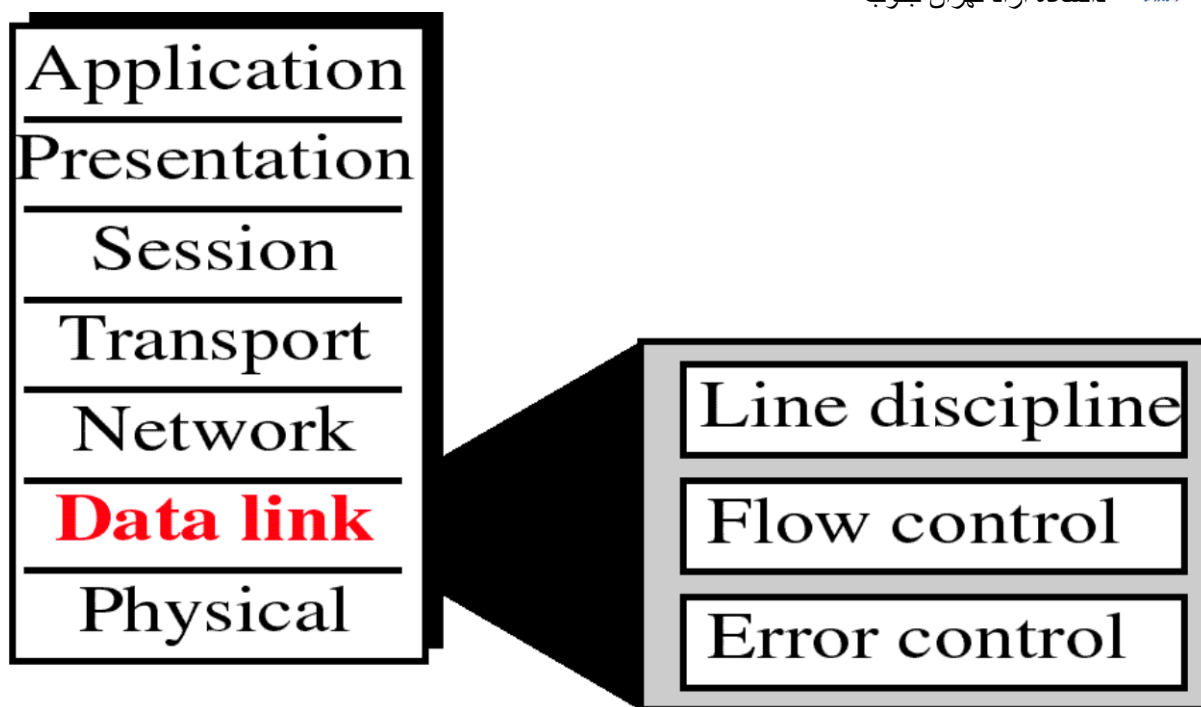 Application
Presentation
Session
Transport
Network
Data link
Physical
Line discipline
Flow control
Error control